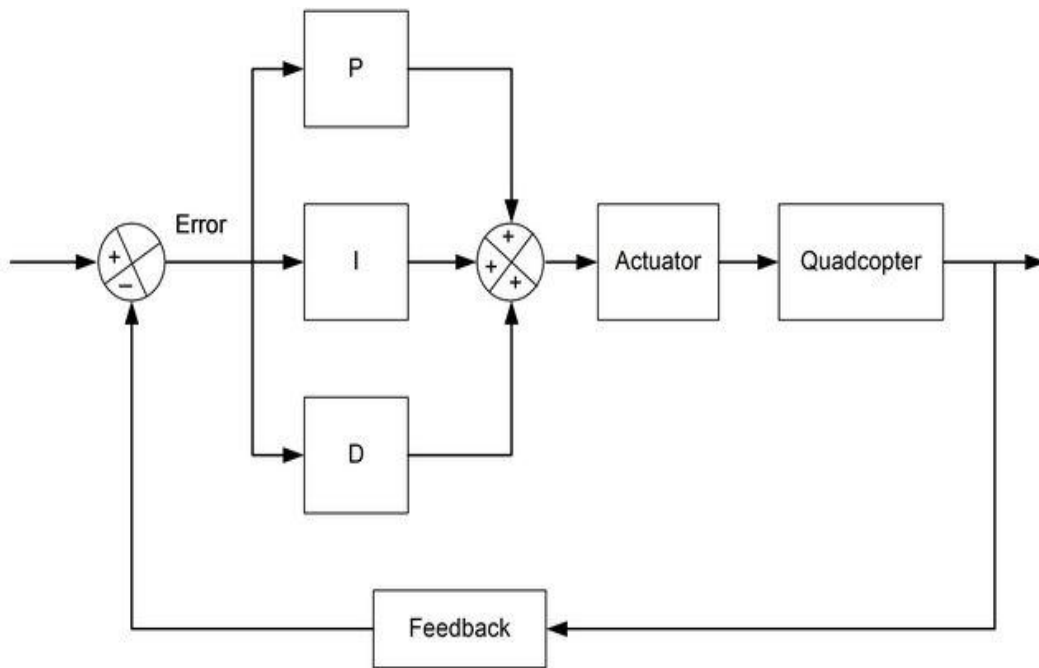 P
Error
+
−
I
+
+
+
Actuator
Quadcopter
D
Feedback